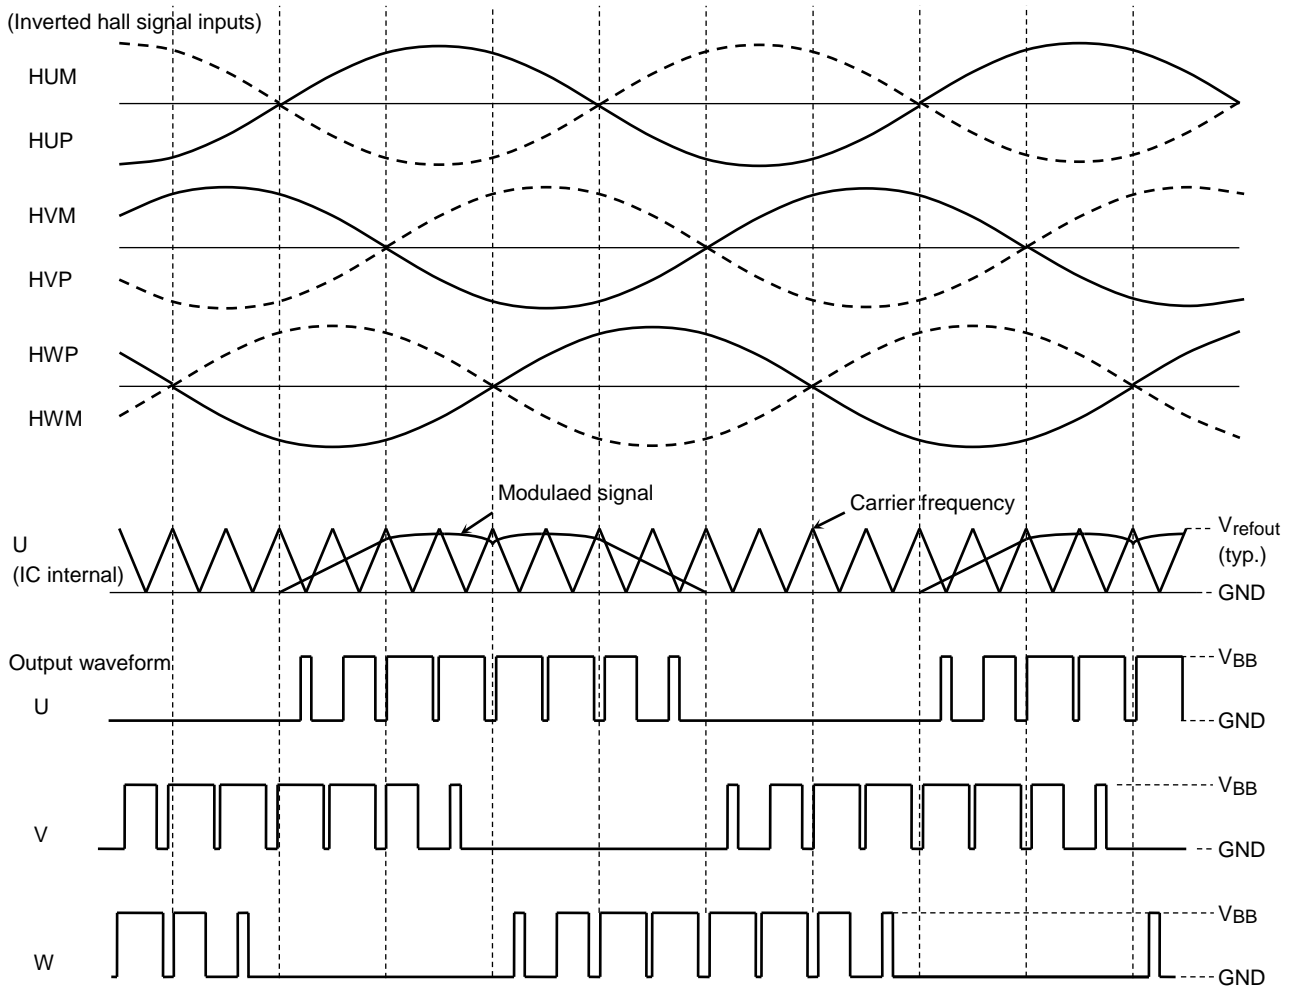 (Inverted hall signal inputs)
HUM
HUP
HVM
HVP
HWP
HWM
Modulaed signal
Carrier frequency
U
(IC internal)
Vrefout
(typ.)
GND
Output waveform
U
VBB
GND
V
VBB
GND
W
VBB
GND